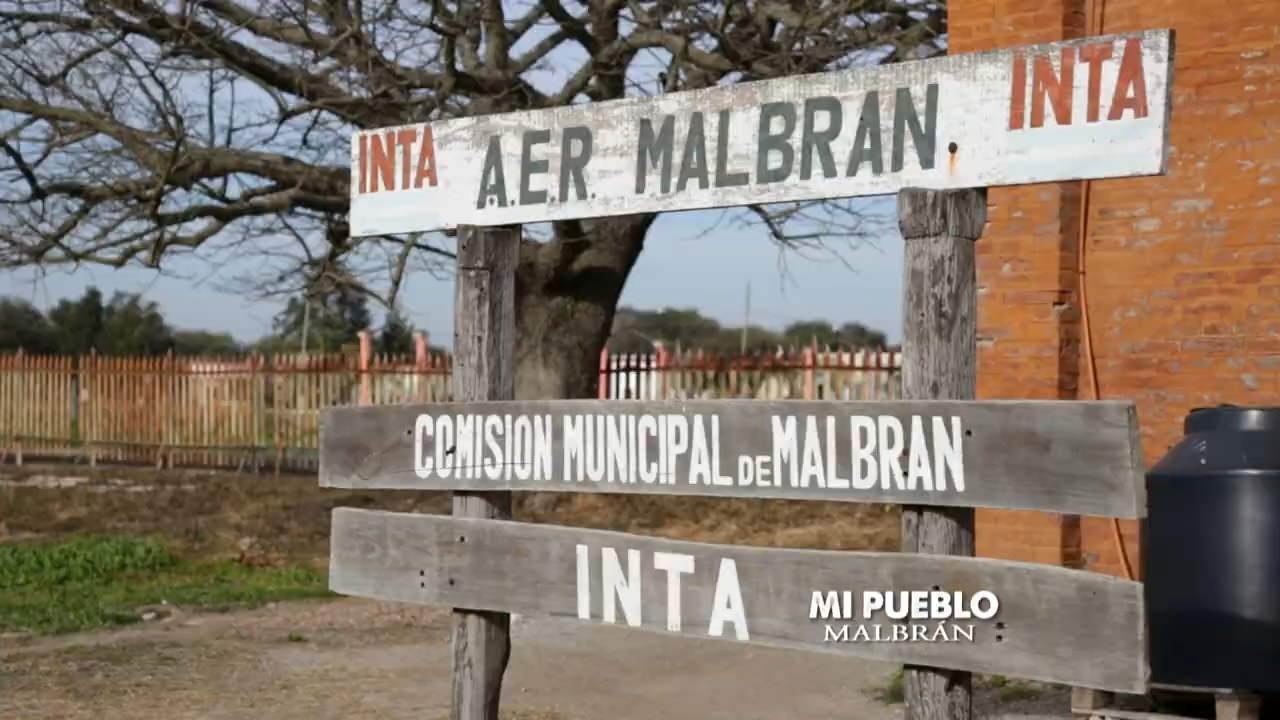 INTA A.E.R. MALBRAN INTA
COMISION MUNICIPAL DE MALBRAN
INTA
MI PUEBLO
MALBRÁN